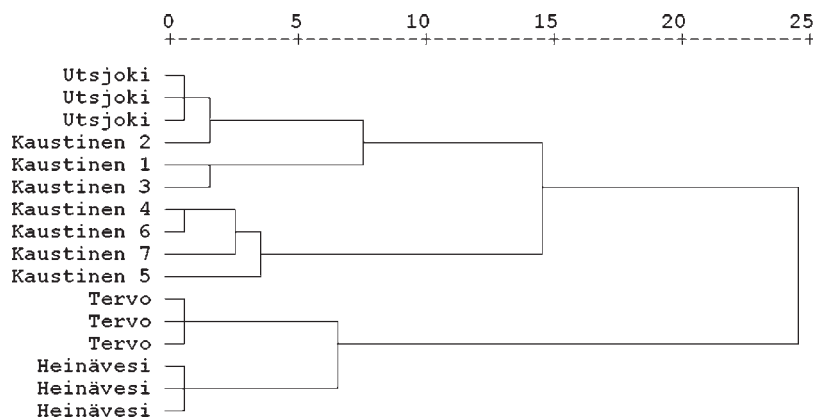 0 5 10 15 20 25
Utsjoki
Utsjoki
Utsjoki
Kaustinen 2
Kaustinen 1
Kaustinen 3
Kaustinen 4
Kaustinen 6
Kaustinen 7
Kaustinen 5
Tervo
Tervo
Tervo
Heinävesi
Heinävesi
Heinävesi